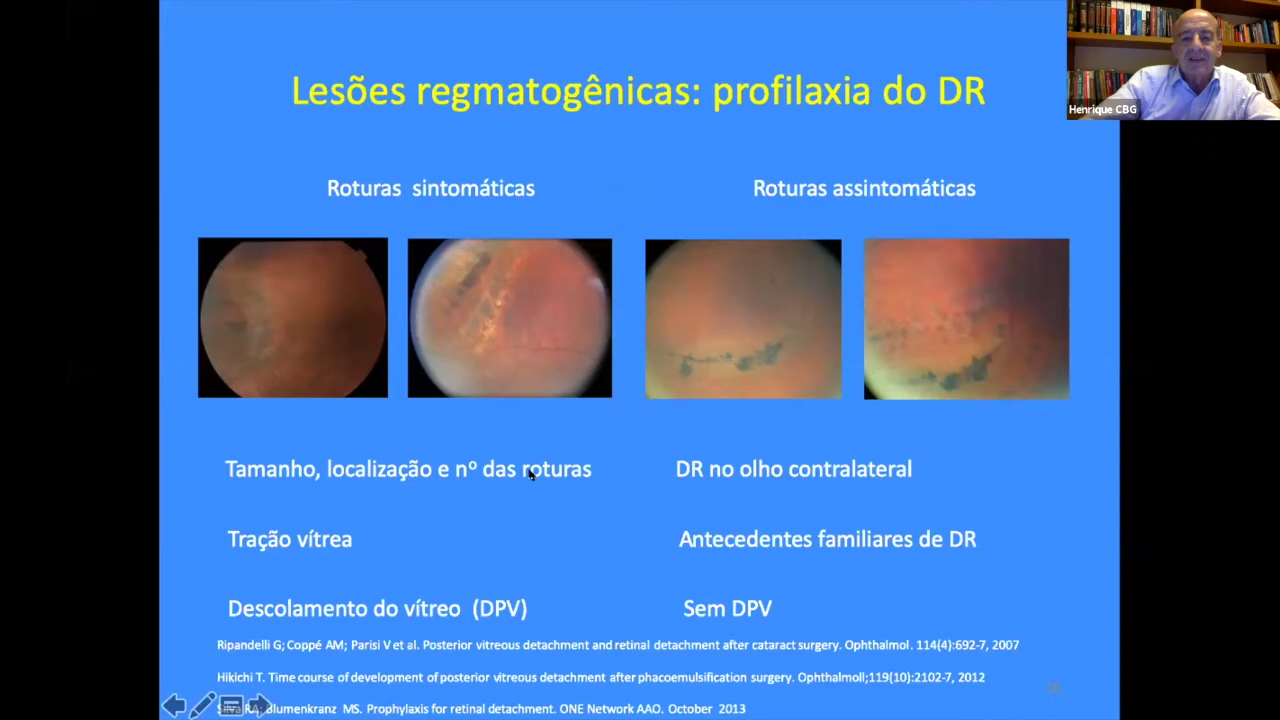 Lesões regmatogênicas: profilaxia do DR
Henrique CBG
Roturas sintomáticas
Roturas assintomáticas
Tamanho, localização e nº das roturas
DR no olho contralateral
Tração vítrea
Antecedentes familiares de DR
Descolamento do vítreo (DPV)
Sem DPV
Ripandelli G; Coppé AM; Parisi V et al. Posterior vitreous detachment and retinal detachment after cataract surgery. Ophthalmol. 114(4):692-7, 2007
Hikichi T. Time course of development of posterior vitreous detachment after phacoemulsification surgery. Ophthalmoll;119(10):2102-7, 2012
Silva RA; Blumenkranz MS. Prophylaxis for retinal detachment. ONE Network AAO. October 2013